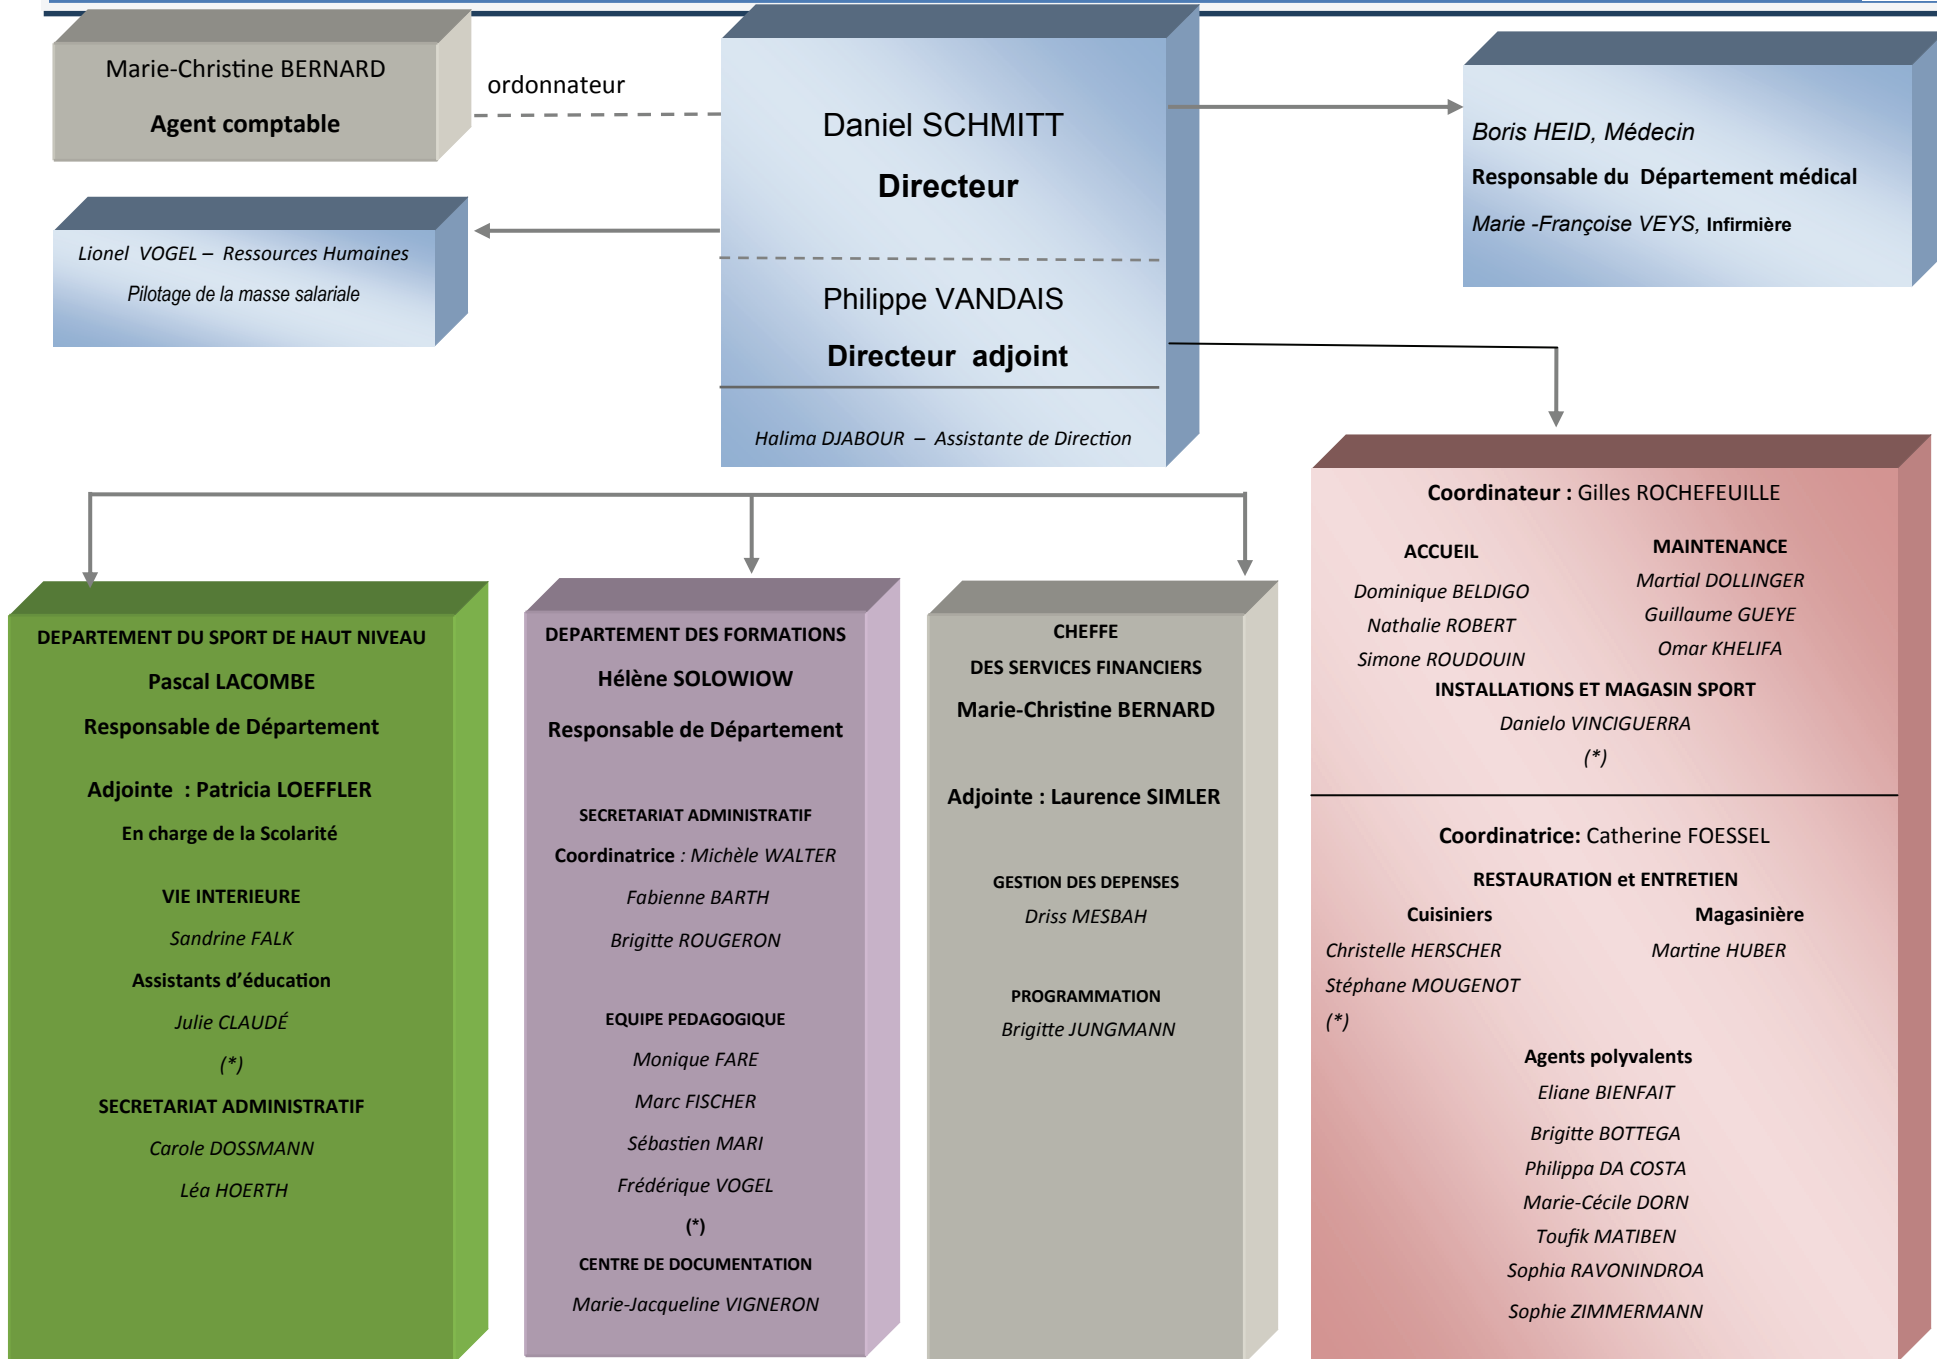 Marie-Christine BERNARD
Agent comptable
ordonnateur
Daniel SCHMITT
Directeur
Philippe VANDAIS
Directeur adjoint
Halima DJABOUR – Assistante de Direction
Boris HEID, Médecin
Responsable du Département médical
Marie -Françoise VEYS, Infirmière
Lionel VOGEL – Ressources Humaines
Pilotage de la masse salariale
DEPARTEMENT DU SPORT DE HAUT NIVEAU
Pascal LACOMBE
Responsable de Département
Adjointe : Patricia LOEFFLER
En charge de la Scolarité
VIE INTERIEURE
Sandrine FALK
Assistants d’éducation
Julie CLAUDÉ
(*)
SECRETARIAT ADMINISTRATIF
Carole DOSSMANN
Léa HOERTH
DEPARTEMENT DES FORMATIONS
Hélène SOLOWIOW
Responsable de Département
SECRETARIAT ADMINISTRATIF
Coordinatrice : Michèle WALTER
Fabienne BARTH
Brigitte ROUGERON
EQUIPE PEDAGOGIQUE
Monique FARE
Marc FISCHER
Sébastien MARI
Frédérique VOGEL
(*)
CENTRE DE DOCUMENTATION
Marie-Jacqueline VIGNERON
CHEFFE
DES SERVICES FINANCIERS
Marie-Christine BERNARD
Adjointe : Laurence SIMLER
GESTION DES DEPENSES
Driss MESBAH
PROGRAMMATION
Brigitte JUNGMANN
Coordinateur : Gilles ROCHEFEUILLE
ACCUEIL
Dominique BELDIGO
Nathalie ROBERT
Simone ROUDOUIN
MAINTENANCE
Martial DOLLINGER
Guillaume GUEYE
Omar KHELIFA
INSTALLATIONS ET MAGASIN SPORT
Danielo VINCIGUERRA
(*)
Coordinatrice: Catherine FOESSEL
RESTAURATION et ENTRETIEN
Cuisiniers
Christelle HERSCHER
Stéphane MOUGENOT
(*)
Magasinière
Martine HUBER
Agents polyvalents
Eliane BIENFAIT
Brigitte BOTTEGA
Philippa DA COSTA
Marie-Cécile DORN
Toufik MATIBEN
Sophia RAVONINDROA
Sophie ZIMMERMANN